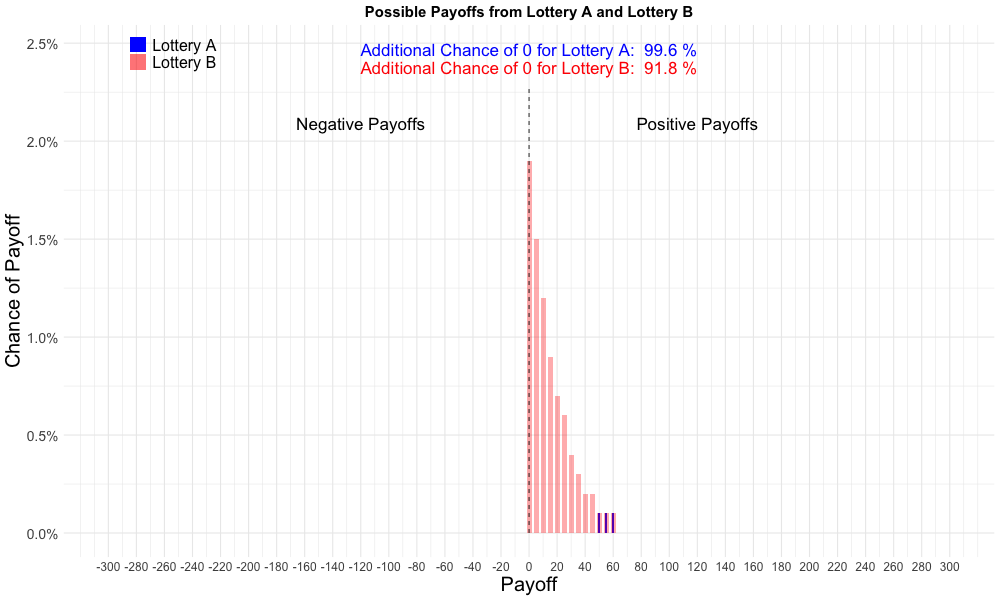 Possible Payoffs from Lottery A and Lottery B
Lottery A
Lottery B
Additional Chance of 0 for Lottery A:  99.6 %
Additional Chance of 0 for Lottery B:  91.8 %
Negative Payoffs
Positive Payoffs
Chance of Payoff
2.5%
2.0%
1.5%
1.0%
0.5%
0.0%
-300 -280 -260 -240 -220 -200 -180 -160 -140 -120 -100 -80 -60 -40 -20 0 20 40 60 80 100 120 140 160 180 200 220 240 260 280 300
Payoff